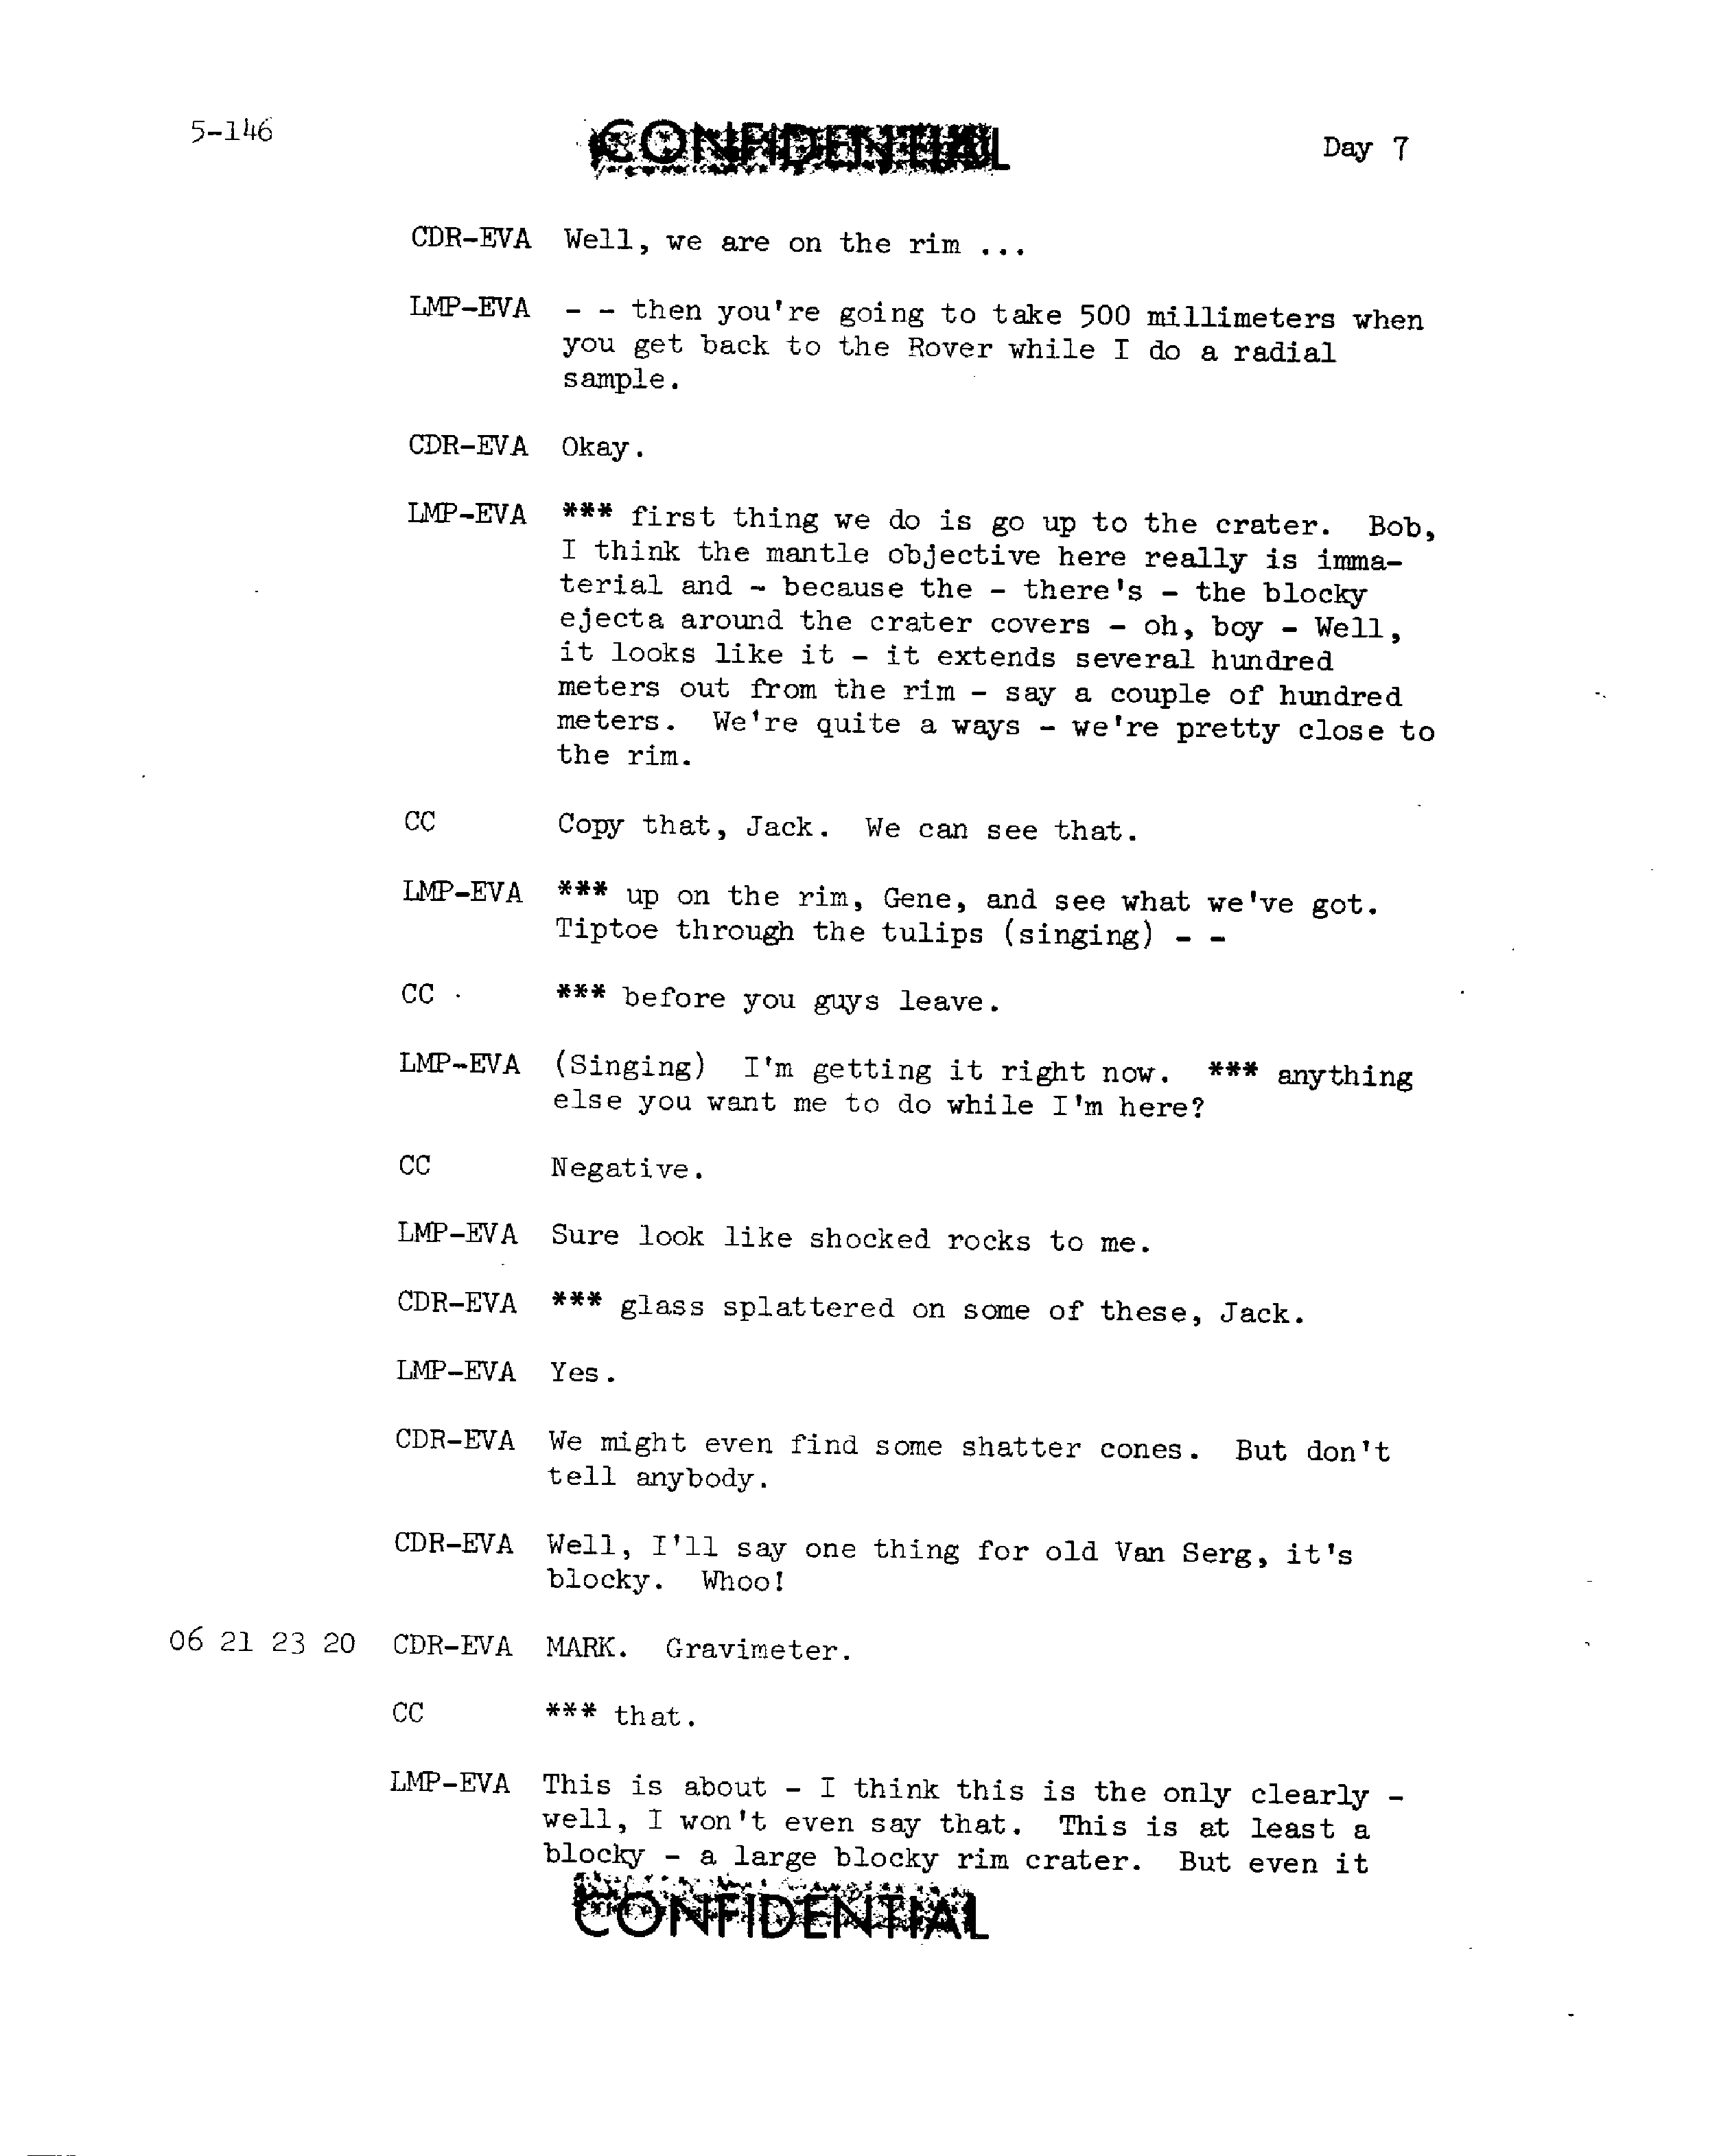 5-146
CONFIDENTIAL
Day 7
CDR-EVA Well, we are on the rim ...
LMP-EVA - - then you're going to take 500 millimeters when
you get back to the Rover while I do a radial
sample.
CDR-EVA Okay.
LMP-EVA *** first thing we do is go up to the crater. Bob,
I think the mantle objective here really is imma-
terial and - because the - there's - the blocky
ejecta around the crater covers - oh, boy - Well,
it looks like it - it extends several hundred
meters out from the rim - say a couple of hundred
meters. We're quite a ways - we're pretty close to
the rim.
CC Copy that, Jack. We can see that.
LMP-EVA *** up on the rim, Gene, and see what we've got.
Tiptoe through the tulips (singing) - -
CC *** before you guys leave.
LMP-EVA (Singing) I'm getting it right now. *** anything
else you want me to do while I'm here?
CC Negative.
LMP-EVA Sure look like shocked rocks to me.
CDR-EVA *** glass splattered on some of these, Jack.
LMP-EVA Yes.
CDR-EVA We might even find some shatter cones. But don't
tell anybody.
CDR-EVA Well, I'll say one thing for old Van Serg, it's
blocky. Whoo!
06 21 23 20 CDR-EVA MARK. Gravimeter.
CC *** that.
LMP-EVA This is about - I think this is the only clearly -
well, I won't even say that. This is at least a
blocky - a large blocky rim crater. But even it
CONFIDENTIAL